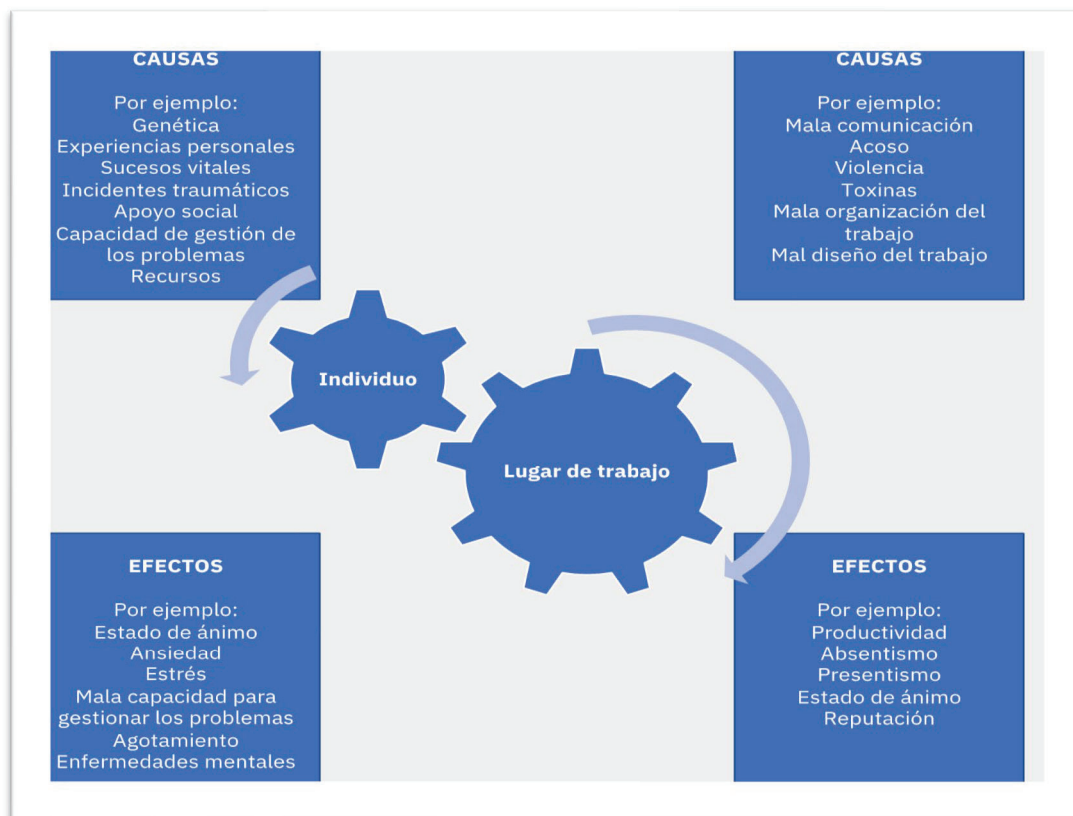 CAUSAS
Por ejemplo:
Genética
Experiencias personales
Sucesos vitales
Incidentes traumáticos
Apoyo social
Capacidad de gestión de
los problemas
Recursos
CAUSAS
Por ejemplo:
Mala comunicación
Acoso
Violencia
Toxinas
Mala organización del
trabajo
Mal diseño del trabajo
Individuo
Lugar de trabajo
EFECTOS
Por ejemplo:
Estado de ánimo
Ansiedad
Estrés
Mala capacidad para
gestionar los problemas
Agotamiento
Enfermedades mentales
EFECTOS
Por ejemplo:
Productividad
Absentismo
Presentismo
Estado de ánimo
Reputación